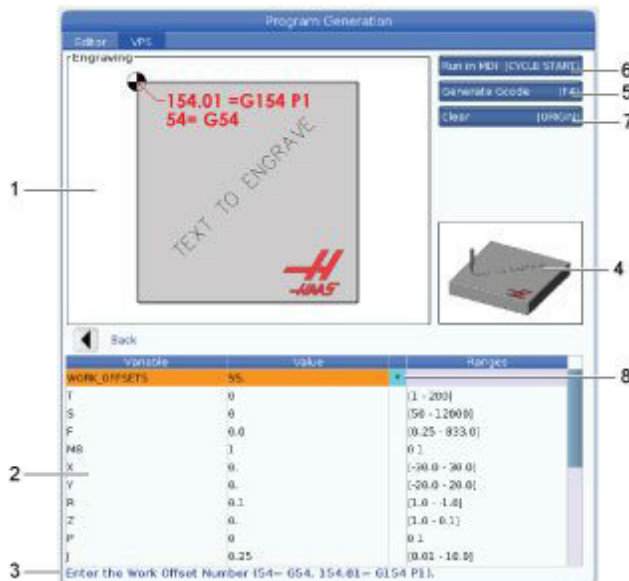 Program Generation
Editor VPS
Engraving
154.01 =G154 P1
54= G54
TEXT TO ENGRAVE
HAAS
Run in MDI [CYCLE START]
6
Generate Gcode [F4]
5
Clear [ORIGIN]
7
1
4
Back
Variable Value Ranges
WORK_OFFSETS 55. *
8
T 0 [1 - 200]
S 0 [50 - 12000]
F 0.0 [0.25 - 833.0]
M8 1 0 1
X 0. [-30.0 - 30.0]
2
Y 0. [-20.0 - 20.0]
R 0.1 [1.0 - -1.0]
Z 0. [1.0 - 0.1]
P 0 0 1
J 0.25 [0.01 - 10.0]
3
Enter the Work Offset Number (54= G54, 154.01= G154 P1).